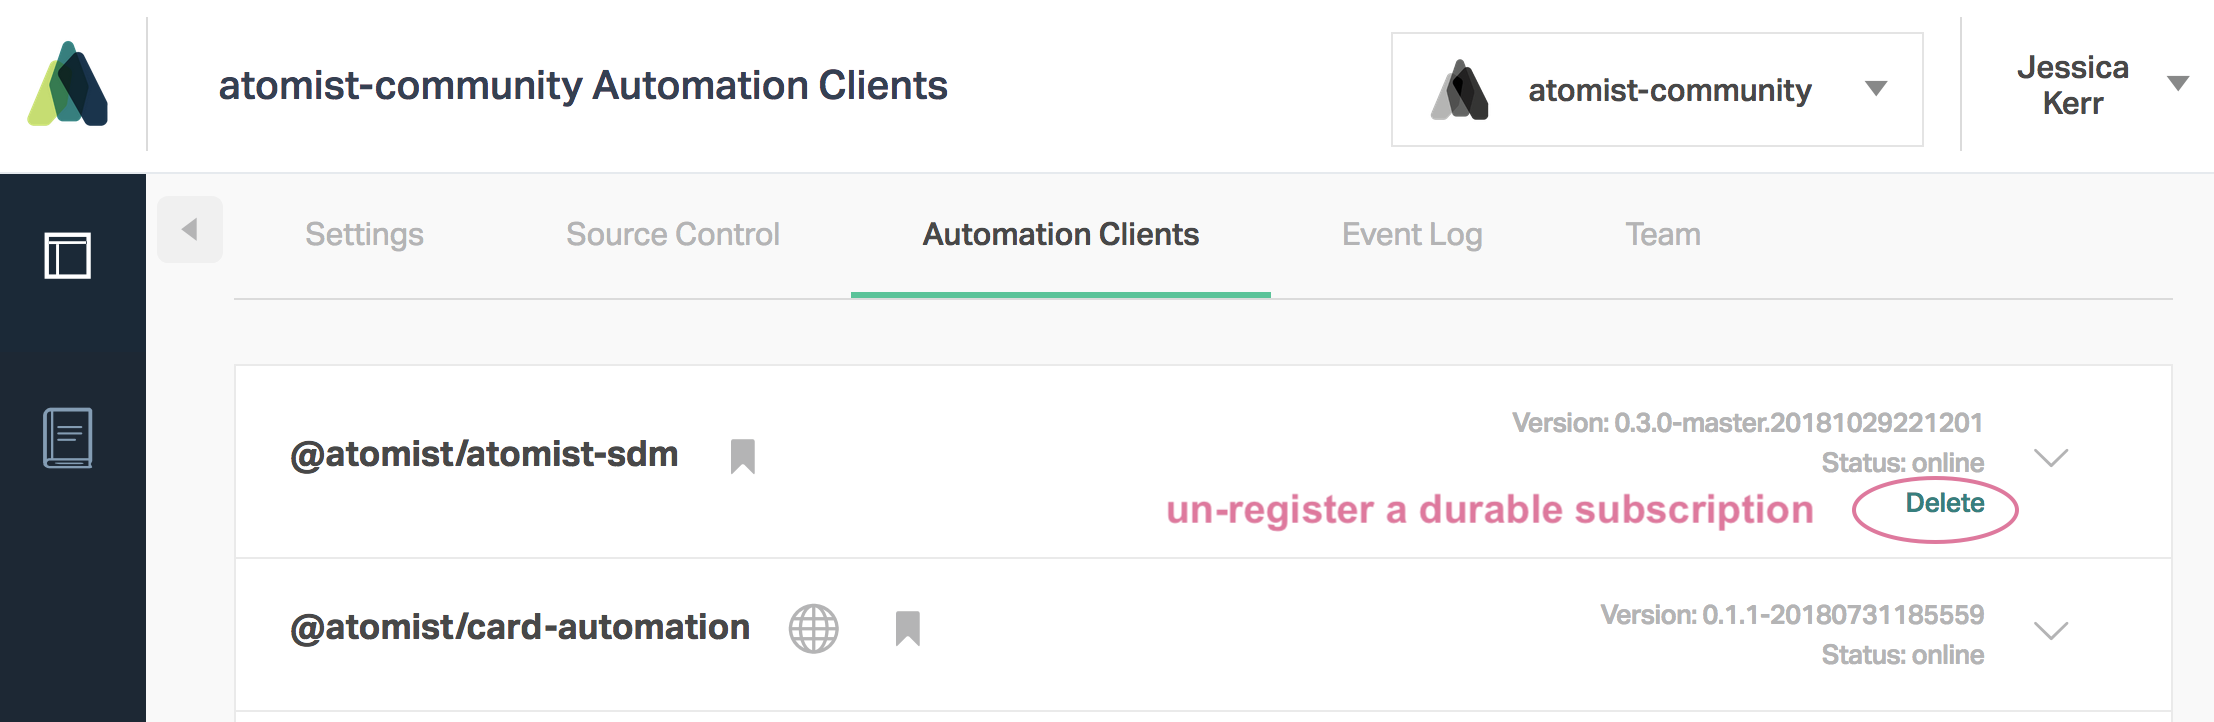 atomist-community Automation Clients
atomist-community
Jessica
Kerr
Settings
Source Control
Automation Clients
Event Log
Team
@atomist/atomist-sdm
Version: 0.3.0-master.20181029221201
Status: online
un-register a durable subscription
Delete
@atomist/card-automation
Version: 0.1.1-20180731185559
Status: online